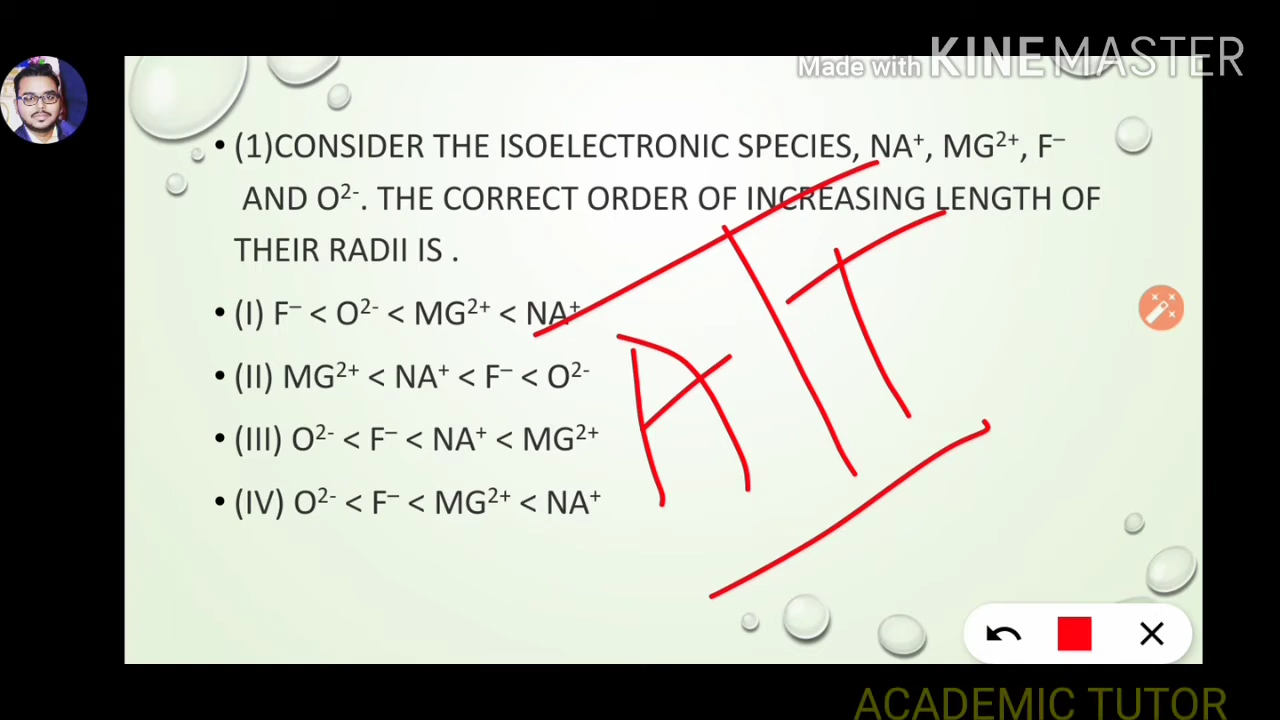 Made with KINEMASTER
• (1)CONSIDER THE ISOELECTRONIC SPECIES, NA⁺, MG²⁺, F⁻
AND O²⁻. THE CORRECT ORDER OF INCREASING LENGTH OF
THEIR RADII IS .
• (I) F⁻ < O²⁻ < MG²⁺ < NA⁺
• (II) MG²⁺ < NA⁺ < F⁻ < O²⁻
• (III) O²⁻ < F⁻ < NA⁺ < MG²⁺
• (IV) O²⁻ < F⁻ < MG²⁺ < NA⁺
ACADEMIC TUTOR